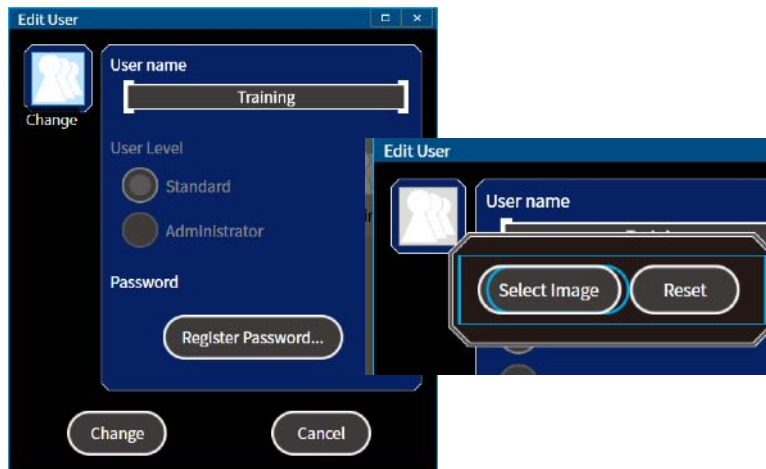 Edit User
User name
Training
Change
User Level
Standard
Administrator
Password
Register Password...
Change
Cancel
Edit User
User name
Select Image
Reset